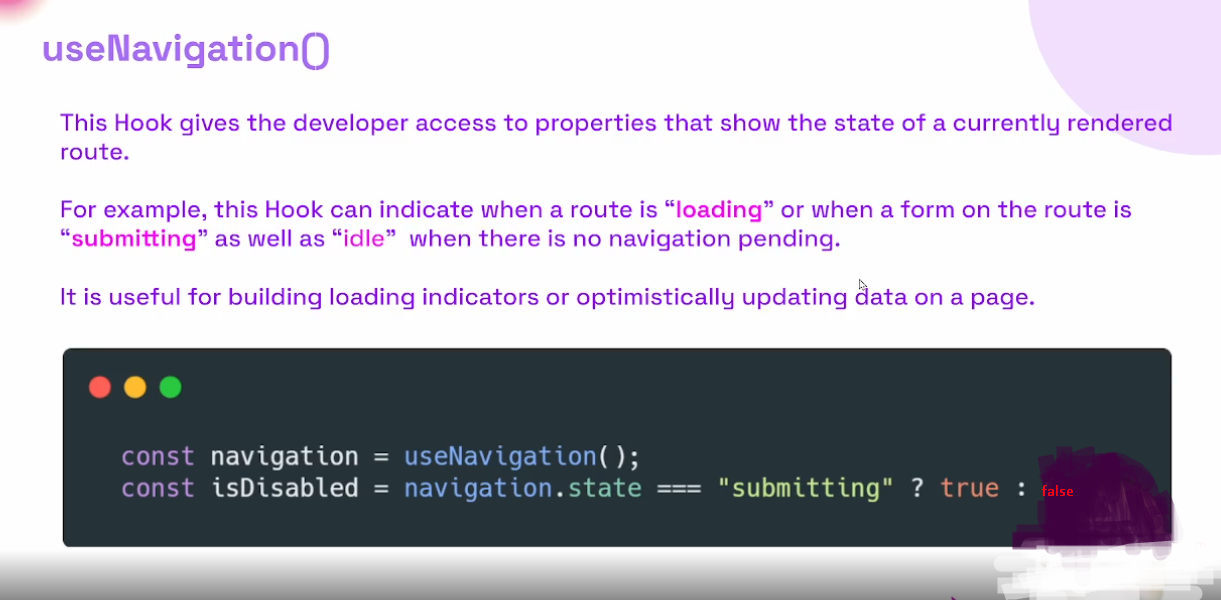 useNavigation()
This Hook gives the developer access to properties that show the state of a currently rendered
route.
For example, this Hook can indicate when a route is “loading” or when a form on the route is
“submitting” as well as “idle” when there is no navigation pending.
It is useful for building loading indicators or optimistically updating data on a page.
const navigation = useNavigation();
const isDisabled = navigation.state === "submitting" ? true : false